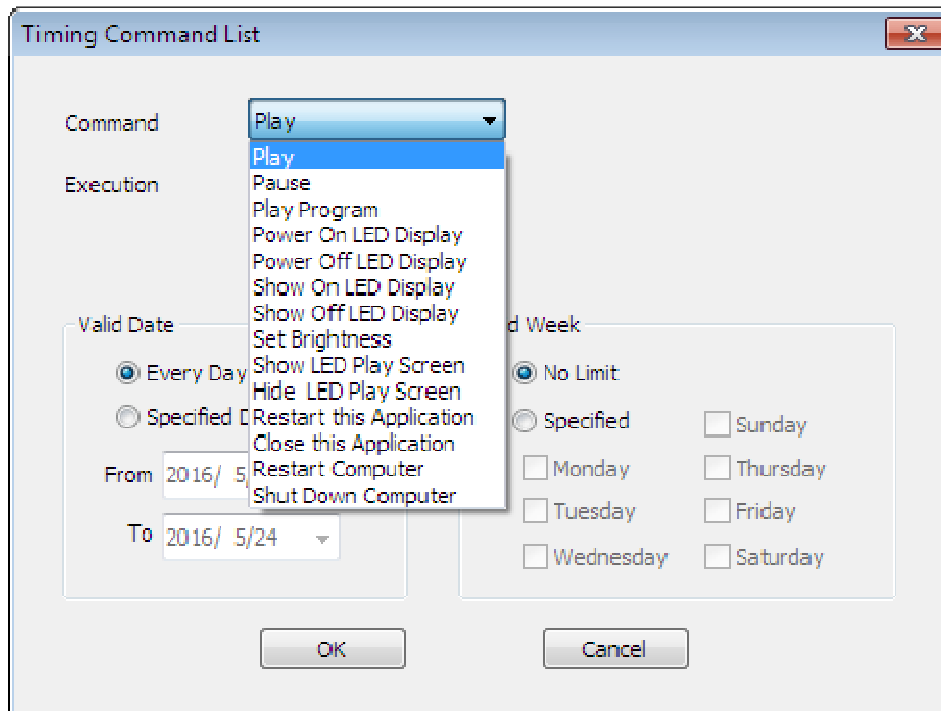 Timing Command List
Command
Play
Play
Pause
Play Program
Power On LED Display
Power Off LED Display
Show On LED Display
Show Off LED Display
Set Brightness
Show LED Play Screen
Hide LED Play Screen
Restart this Application
Close this Application
Restart Computer
Shut Down Computer
Execution
Valid Date
Every Day
Specified D
From 2016/ 5/
To 2016/ 5/24
d Week
No Limit
Specified
Sunday
Monday
Thursday
Tuesday
Friday
Wednesday
Saturday
OK
Cancel